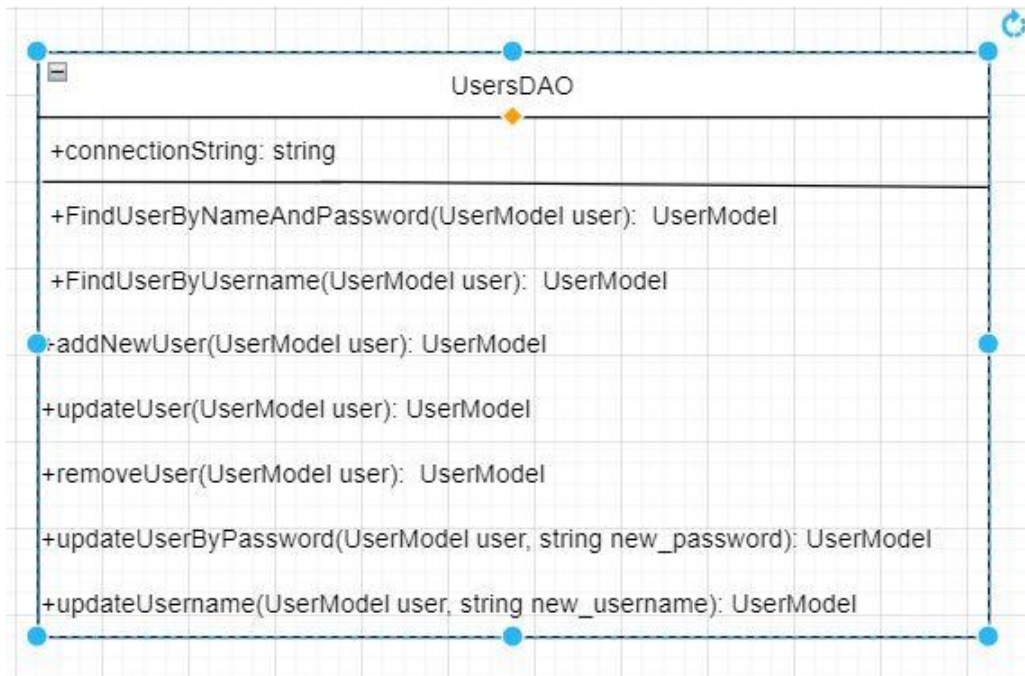 UsersDAO
+connectionString: string
+FindUserByNameAndPassword(UserModel user):  UserModel
+FindUserByUsername(UserModel user):  UserModel
+addNewUser(UserModel user): UserModel
+updateUser(UserModel user): UserModel
+removeUser(UserModel user):  UserModel
+updateUserByPassword(UserModel user, string new_password): UserModel
+updateUsername(UserModel user, string new_username): UserModel